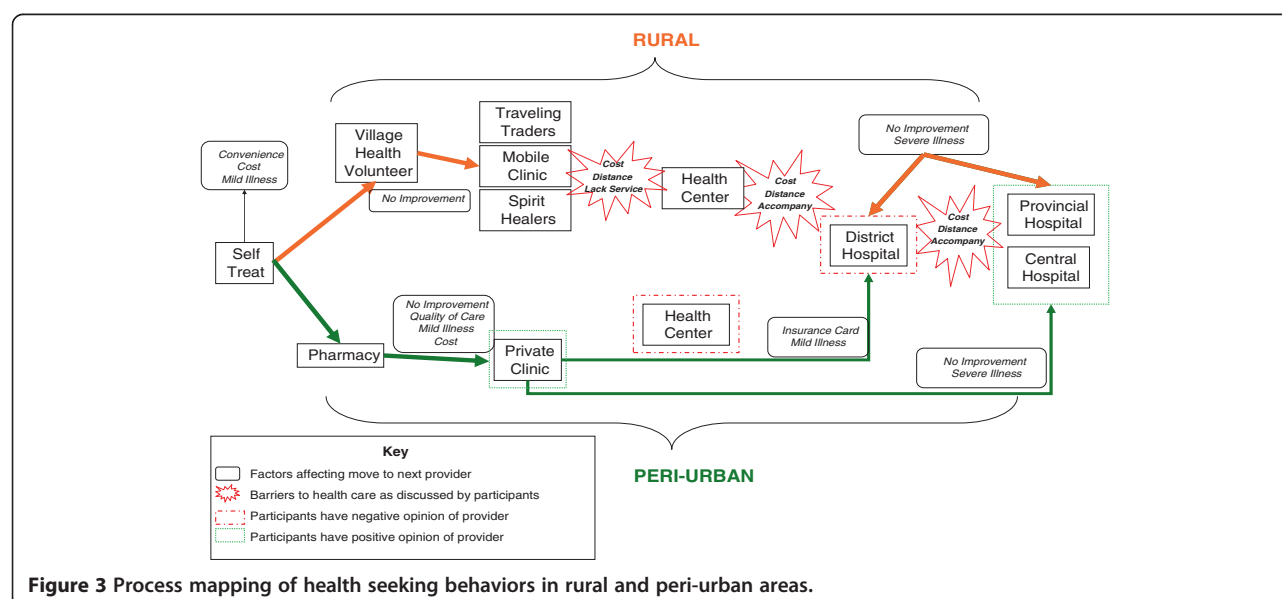 RURAL
Convenience
Cost
Mild Illness
Self
Treat
Village
Health
Volunteer
No Improvement
Traveling
Traders
Mobile
Clinic
Spirit
Healers
Cost
Distance
Lack Service
Health
Center
Cost
Distance
Accompany
No Improvement
Severe Illness
District
Hospital
Cost
Distance
Accompany
Provincial
Hospital
Central
Hospital
Pharmacy
No Improvement
Quality of Care
Mild Illness
Cost
Private
Clinic
Health
Center
Insurance Card
Mild Illness
No Improvement
Severe Illness
PERI-URBAN
Key
Factors affecting move to next provider
Barriers to health care as discussed by participants
Participants have negative opinion of provider
Participants have positive opinion of provider
Figure 3 Process mapping of health seeking behaviors in rural and peri-urban areas.